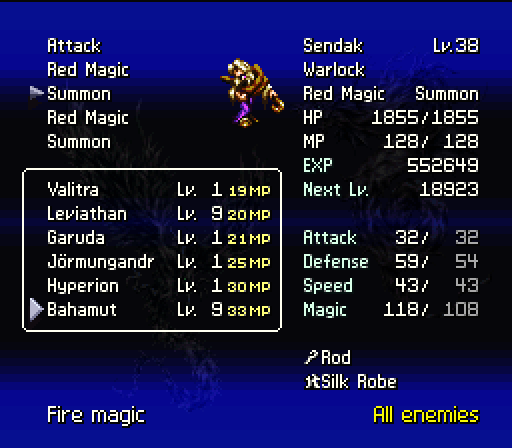 Attack
Red Magic
Summon
Red Magic
Summon
Valitra Lv. 1 19MP
Leviathan Lv. 9 20MP
Garuda Lv. 1 21MP
Jörmungandr Lv. 1 25MP
Hyperion Lv. 1 30MP
Bahamut Lv. 9 33MP
Sendak Lv.38
Warlock
Red Magic Summon
HP 1855/1855
MP 128/ 128
EXP 552649
Next Lv. 18923
Attack 32/ 32
Defense 59/ 54
Speed 43/ 43
Magic 118/ 108
Rod
Silk Robe
Fire magic All enemies